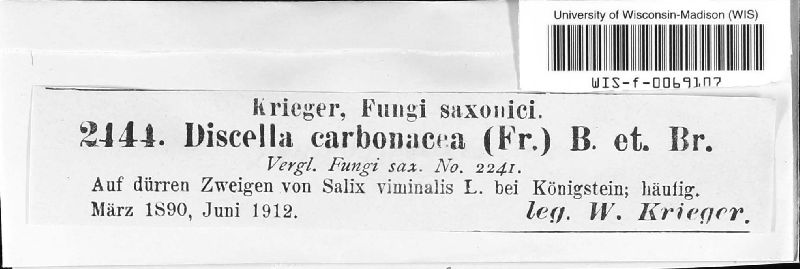 University of Wisconsin-Madison (WIS)
WIS-f-0069107
Krieger, Fungi saxonici.
2444. Discella carbonacea (Fr.) B. et. Br.
Vergl. Fungi sax. No. 2241.
Auf dürren Zweigen von Salix viminalis L. bei Königstein; häufig.
März 1890, Juni 1912.
leg. W. Krieger.